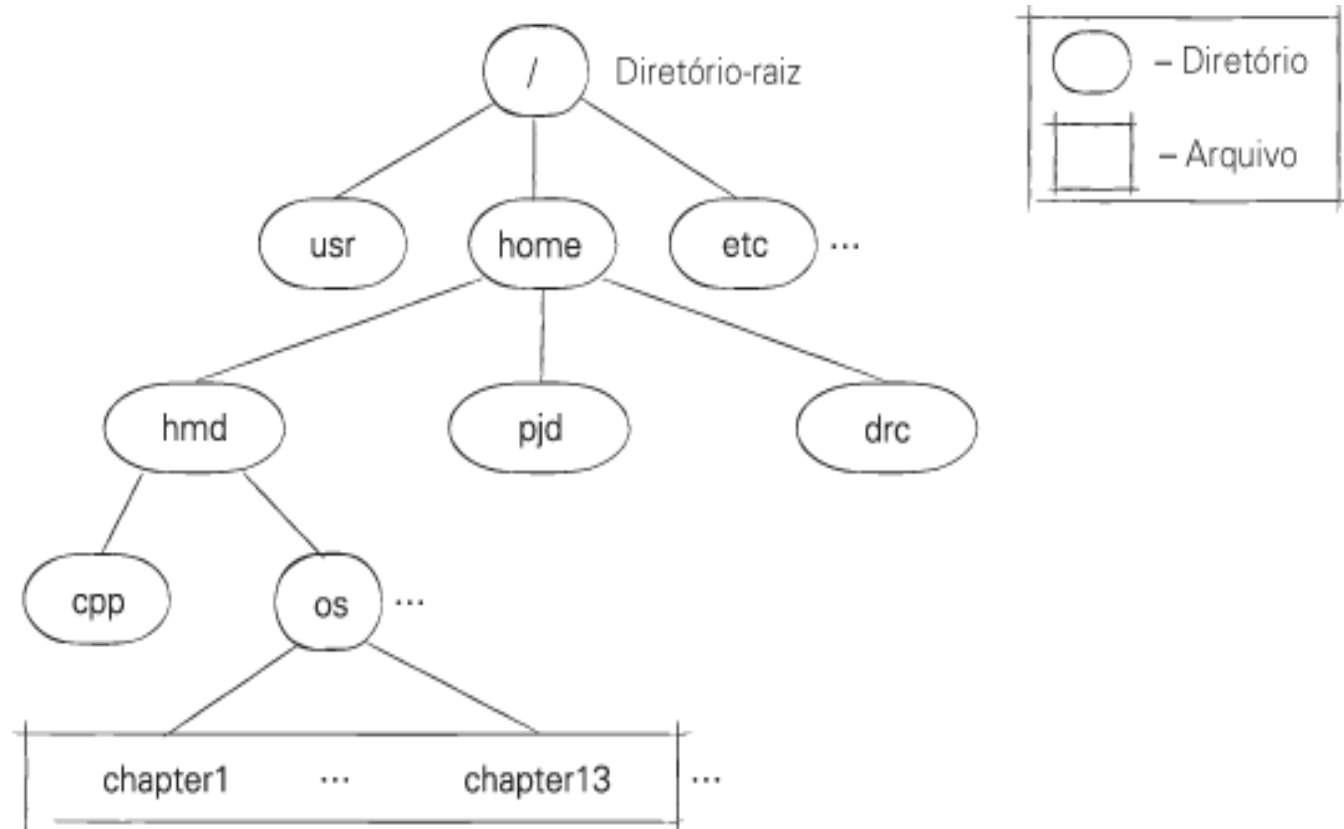 / Diretório-raiz
– Diretório
– Arquivo
usr home etc ...
hmd pjd drc
cpp os ...
chapter1 ... chapter13 ...